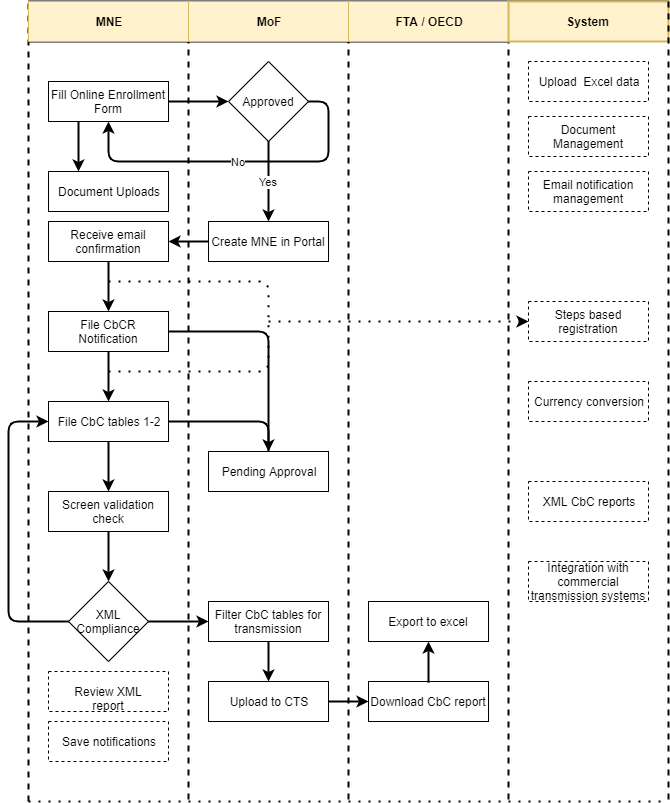 MNE
MoF
FTA / OECD
System
Fill Online Enrollment
Form
Approved
Upload  Excel data
Document
Management
No
Yes
Document Uploads
Email notification
management
Receive email
confirmation
Create MNE in Portal
File CbCR
Notification
Steps based
registration
File CbC tables 1-2
Currency conversion
Pending Approval
Screen validation
check
XML CbC reports
Integration with
commercial
transmission systems
XML
Compliance
Filter CbC tables for
transmission
Export to excel
Review XML
report
Upload to CTS
Download CbC report
Save notifications